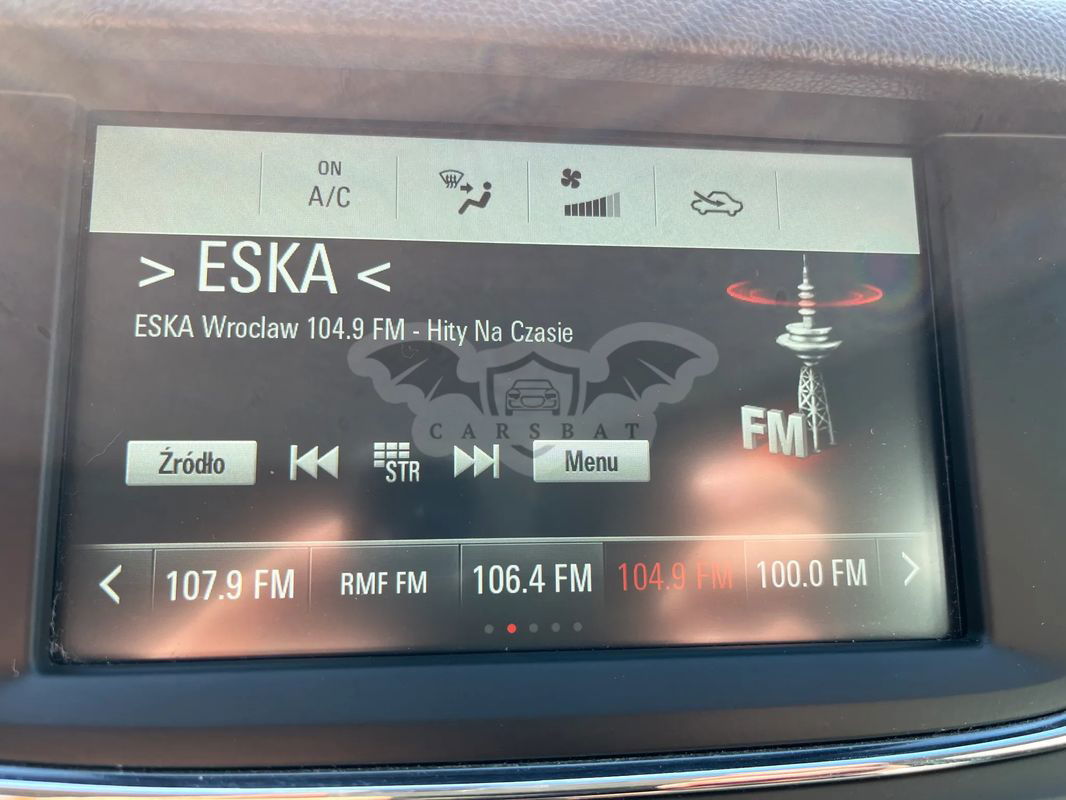 ON
A/C
> ESKA <
ESKA Wroclaw 104.9 FM - Hity Na Czasie
CARSBAT
FM
Źródło STR Menu
107.9 FM RMF FM 106.4 FM 104.9 FM 100.0 FM